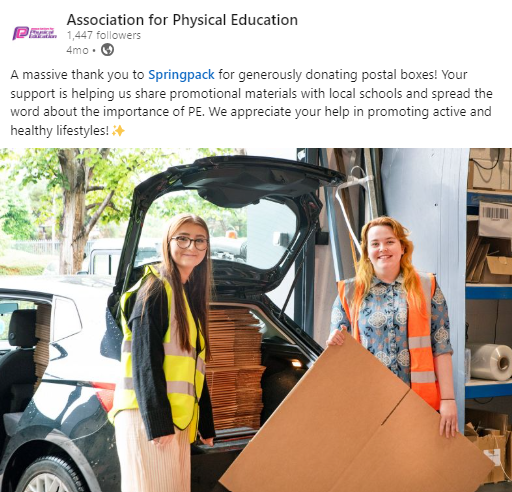 Physical
Education
Association for Physical Education
1,447 followers
4mo •
A massive thank you to Springpack for generously donating postal boxes! Your
support is helping us share promotional materials with local schools and spread the
word about the importance of PE. We appreciate your help in promoting active and
healthy lifestyles!✨